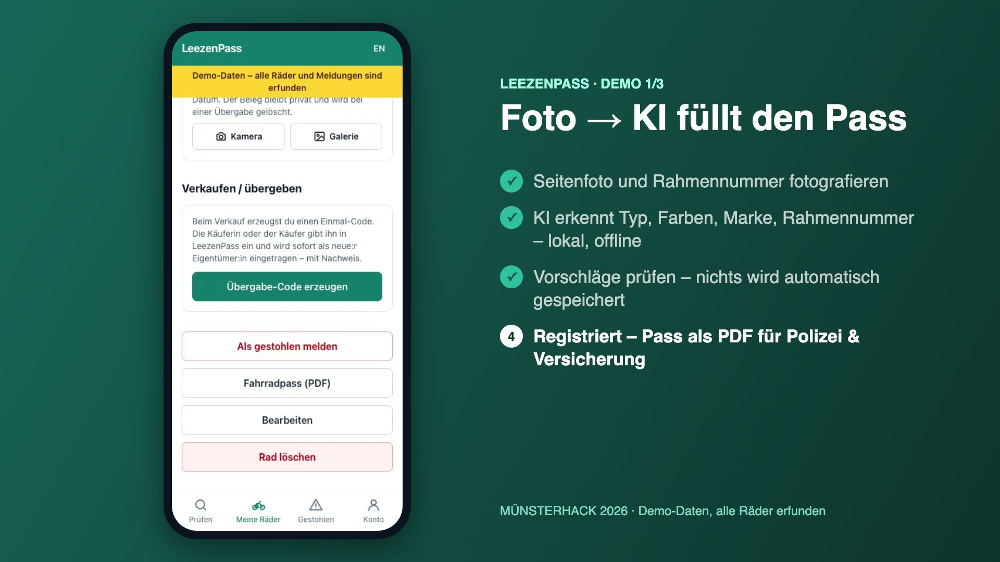 LeezenPass
EN
Demo-Daten – alle Räder und Meldungen sind
erfunden
Datum. Der Beleg bleibt privat und wird bei
einer Übergabe gelöscht.
Kamera
Galerie
Verkaufen / übergeben
Beim Verkauf erzeugst du einen Einmal-Code.
Die Käuferin oder der Käufer gibt ihn in
LeezenPass ein und wird sofort als neue:r
Eigentümer:in eingetragen – mit Nachweis.
Übergabe-Code erzeugen
Als gestohlen melden
Fahrradpass (PDF)
Bearbeiten
Rad löschen
Prüfen
Meine Räder
Gestohlen
Konto
LEEZENPASS · DEMO 1/3
Foto → KI füllt den Pass
✓ Seitenfoto und Rahmennummer fotografieren
✓ KI erkennt Typ, Farben, Marke, Rahmennummer
– lokal, offline
✓ Vorschläge prüfen – nichts wird automatisch
gespeichert
4 Registriert – Pass als PDF für Polizei &
Versicherung
MÜNSTERHACK 2026 · Demo-Daten, alle Räder erfunden